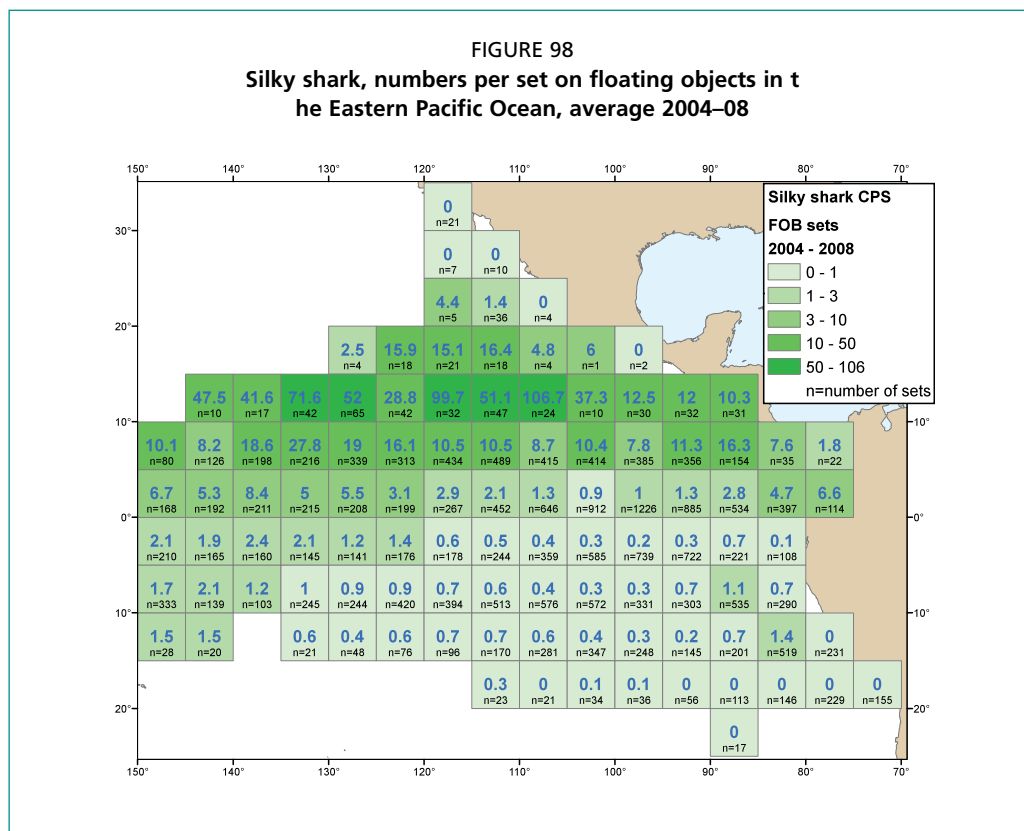 FIGURE 98
Silky shark, numbers per set on floating objects in t
he Eastern Pacific Ocean, average 2004–08
150° 140° 130° 120° 110° 100° 90° 80° 70°
Silky shark CPS
FOB sets
2004 - 2008
0 - 1
1 - 3
3 - 10
10 - 50
50 - 106
n=number of sets
0
n=21
30°
0 0
n=7 n=10
4.4 1.4 0
n=5 n=36 n=4
20°
2.5 15.9 15.1 16.4 4.8 6 0
n=4 n=18 n=21 n=18 n=4 n=1 n=2
47.5 41.6 71.6 52 28.8 99.7 51.1 106.7 37.3 12.5 12 10.3
n=10 n=17 n=42 n=65 n=42 n=32 n=47 n=24 n=10 n=30 n=32 n=31
10° 10°
10.1 8.2 18.6 27.8 19 16.1 10.5 10.5 8.7 10.4 7.8 11.3 16.3 7.6 1.8
n=80 n=126 n=198 n=216 n=339 n=313 n=434 n=489 n=415 n=414 n=385 n=356 n=154 n=35 n=22
6.7 5.3 8.4 5 5.5 3.1 2.9 2.1 1.3 0.9 1 1.3 2.8 4.7 6.6
n=168 n=192 n=211 n=215 n=208 n=199 n=267 n=452 n=646 n=912 n=1226 n=885 n=534 n=397 n=114
0° 0°
2.1 1.9 2.4 2.1 1.2 1.4 0.6 0.5 0.4 0.3 0.2 0.3 0.7 0.1
n=210 n=165 n=160 n=145 n=141 n=176 n=178 n=244 n=359 n=585 n=739 n=722 n=221 n=108
1.7 2.1 1.2 1 0.9 0.9 0.7 0.6 0.4 0.3 0.3 0.7 1.1 0.7
n=333 n=139 n=103 n=245 n=244 n=420 n=394 n=513 n=576 n=572 n=331 n=303 n=535 n=290
10° 10°
1.5 1.5 0.6 0.4 0.6 0.7 0.7 0.6 0.4 0.3 0.2 0.7 1.4 0
n=28 n=20 n=21 n=48 n=76 n=96 n=170 n=281 n=347 n=248 n=145 n=201 n=519 n=231
0.3 0 0.1 0.1 0 0 0 0 0
n=23 n=21 n=34 n=36 n=56 n=113 n=146 n=229 n=155
20° 20°
0
n=17
150° 140° 130° 120° 110° 100° 90° 80° 70°